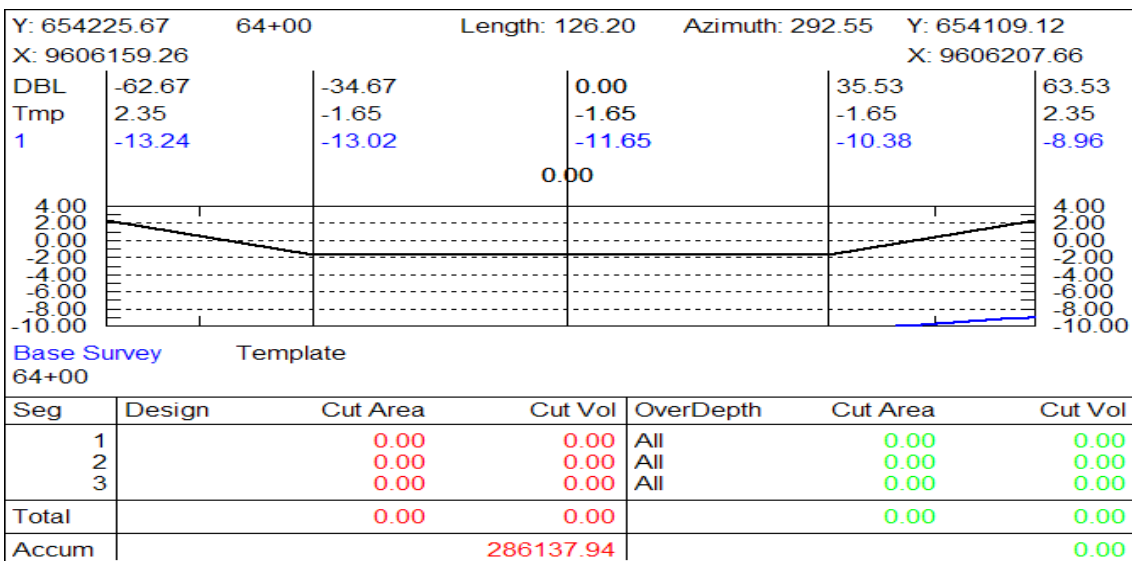 Y: 654225.67 64+00 Length: 126.20 Azimuth: 292.55 Y: 654109.12
X: 9606159.26 X: 9606207.66
DBL -62.67 -34.67 0.00 35.53 63.53
Tmp 2.35 -1.65 -1.65 -1.65 2.35
1 -13.24 -13.02 -11.65 -10.38 -8.96
0.00
4.00 4.00
2.00 2.00
0.00 0.00
-2.00 -2.00
-4.00 -4.00
-6.00 -6.00
-8.00 -8.00
-10.00 -10.00
Base Survey Template
64+00
Seg Design Cut Area Cut Vol OverDepth Cut Area Cut Vol
1 0.00 0.00 All 0.00 0.00
2 0.00 0.00 All 0.00 0.00
3 0.00 0.00 All 0.00 0.00
Total 0.00 0.00 0.00 0.00
Accum 286137.94 0.00